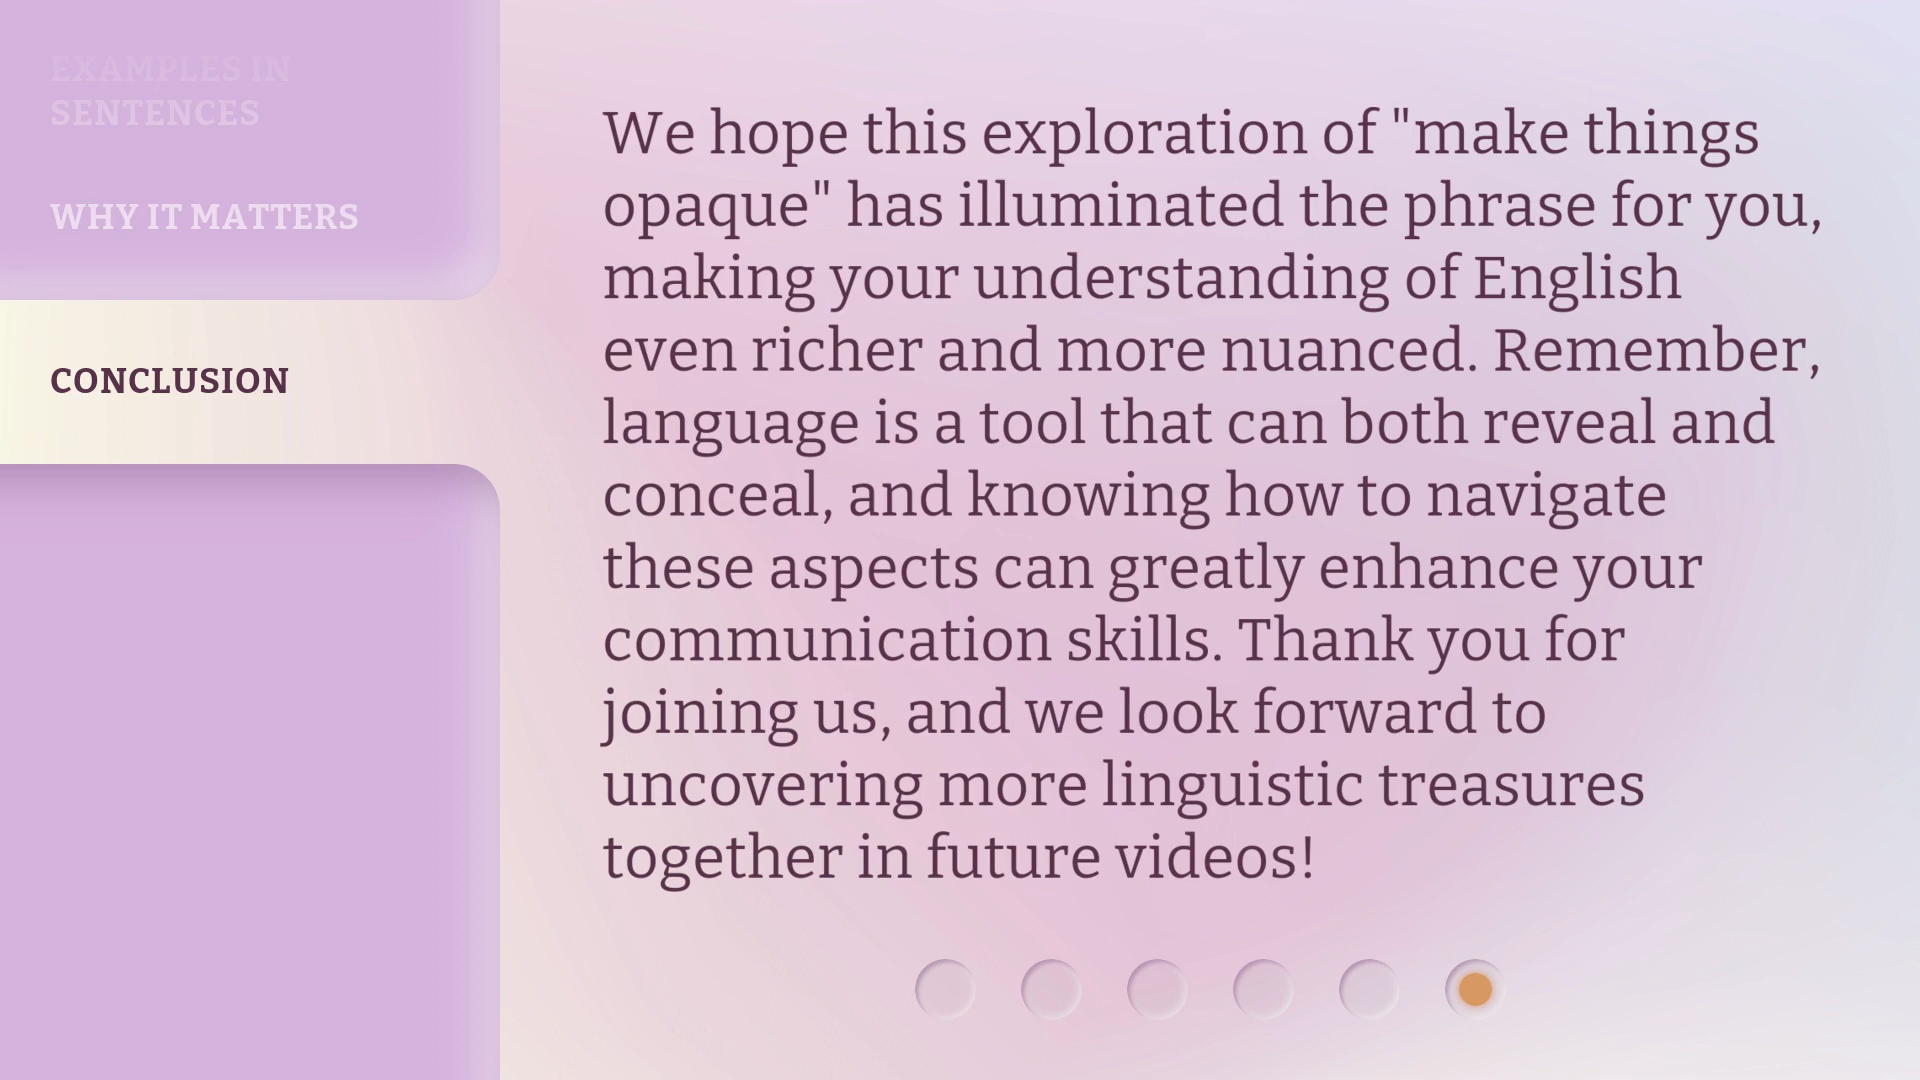 EXAMPLES IN
SENTENCES
WHY IT MATTERS
CONCLUSION
We hope this exploration of "make things
opaque" has illuminated the phrase for you,
making your understanding of English
even richer and more nuanced. Remember,
language is a tool that can both reveal and
conceal, and knowing how to navigate
these aspects can greatly enhance your
communication skills. Thank you for
joining us, and we look forward to
uncovering more linguistic treasures
together in future videos!